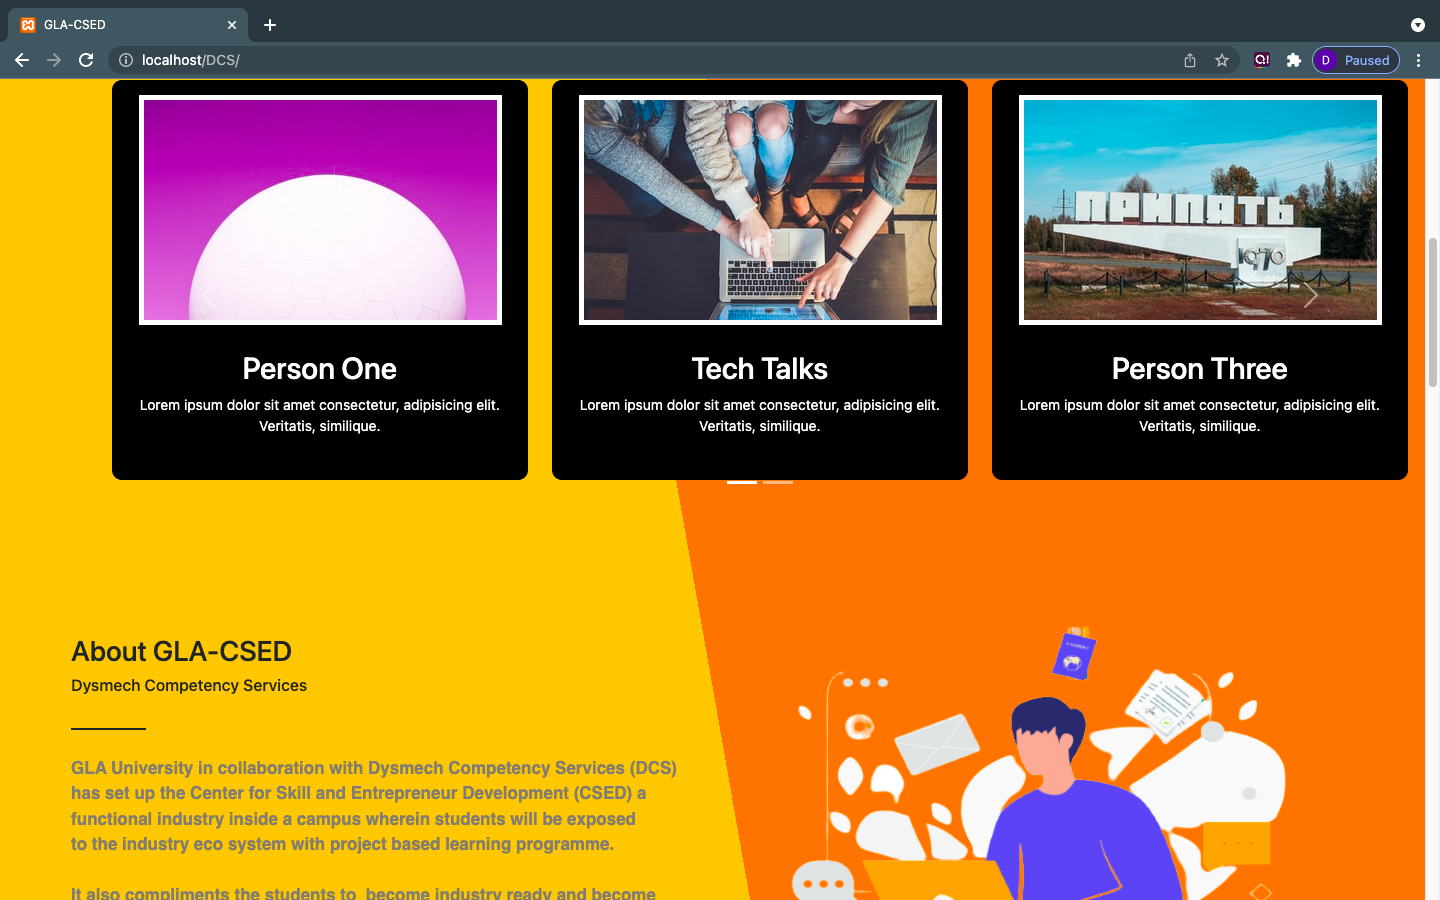 GLA-CSED
localhost/DCS/
D Paused
ПРИПЯТЬ
1970
Person One
Lorem ipsum dolor sit amet consectetur, adipisicing elit.
Veritatis, similique.
Tech Talks
Lorem ipsum dolor sit amet consectetur, adipisicing elit.
Veritatis, similique.
Person Three
Lorem ipsum dolor sit amet consectetur, adipisicing elit.
Veritatis, similique.
About GLA-CSED
Dysmech Competency Services
GLA University in collaboration with Dysmech Competency Services (DCS)
has set up the Center for Skill and Entrepreneur Development (CSED) a
functional industry inside a campus wherein students will be exposed
to the industry eco system with project based learning programme.
It also compliments the students to become industry ready and become